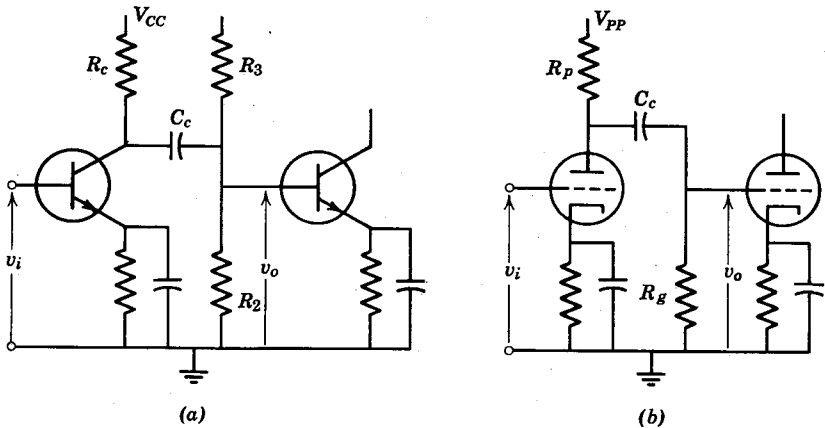 V_CC
R_c
R_3
C_c
v_i
v_o
R_2
(a)
V_PP
R_p
C_c
v_i
v_o
R_g
(b)